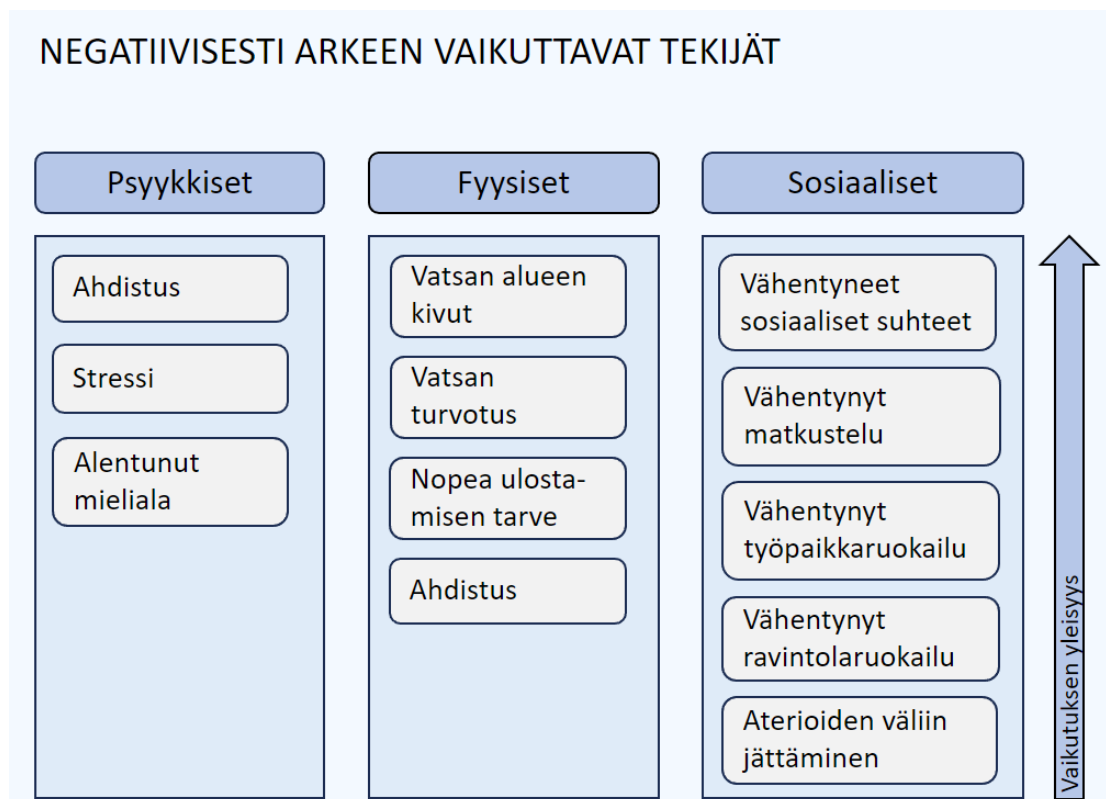 NEGATIIVISESTI ARKEEN VAIKUTTAVAT TEKIJÄT
Psyykkiset
Ahdistus
Stressi
Alentunut
mieliala
Fyysiset
Vatsan alueen
kivut
Vatsan
turvotus
Nopea ulosta-
misen tarve
Ahdistus
Sosiaaliset
Vähentyneet
sosiaaliset suhteet
Vähentynyt
matkustelu
Vähentynyt
työpaikkaruokailu
Vähentynyt
ravintolaruokailu
Aterioiden väliin
jättäminen
Vaikutuksen yleisyys